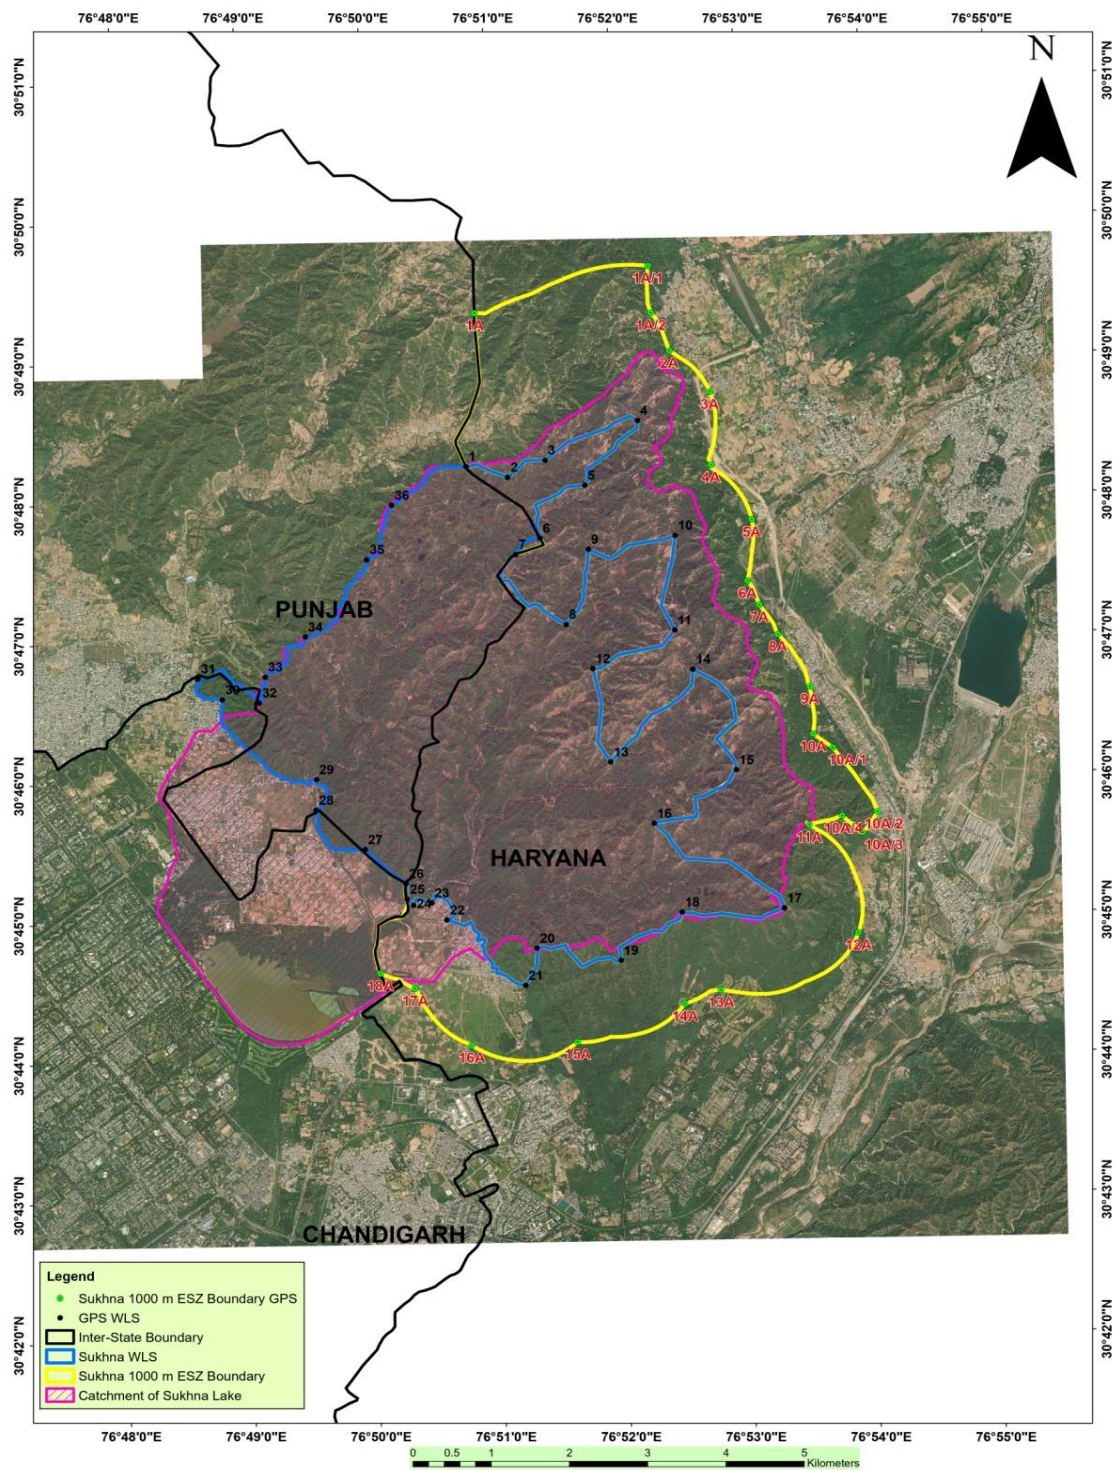 76°48'0"E 76°49'0"E 76°50'0"E 76°51'0"E 76°52'0"E 76°53'0"E 76°54'0"E 76°55'0"E
N
30°51'0"N
30°51'0"N
30°50'0"N
30°50'0"N
1A/1
1A
1A/2
30°49'0"N
30°49'0"N
2A
3A
4
1
3
2
4A
5
36
30°48'0"N
30°48'0"N
5A
10
6
9
7
35
6A
PUNJAB
7A
8
34
11
8A
30°47'0"N
30°47'0"N
31
33
12
14
30
32
9A
10A
10A/1
13
15
29
30°46'0"N
30°46'0"N
28
16
11A
10A/4
10A/2
10A/3
27
HARYANA
26
25
23
24
22
17
18
30°45'0"N
30°45'0"N
20
12A
19
18A
21
17A
13A
14A
16A
15A
30°44'0"N
30°44'0"N
30°43'0"N
30°43'0"N
CHANDIGARH
Legend
Sukhna 1000 m ESZ Boundary GPS
GPS WLS
Inter-State Boundary
Sukhna WLS
Sukhna 1000 m ESZ Boundary
Catchment of Sukhna Lake
30°42'0"N
30°42'0"N
76°48'0"E 76°49'0"E 76°50'0"E 76°51'0"E 76°52'0"E 76°53'0"E 76°54'0"E 76°55'0"E
0 0.5 1 2 3 4 5
Kilometers